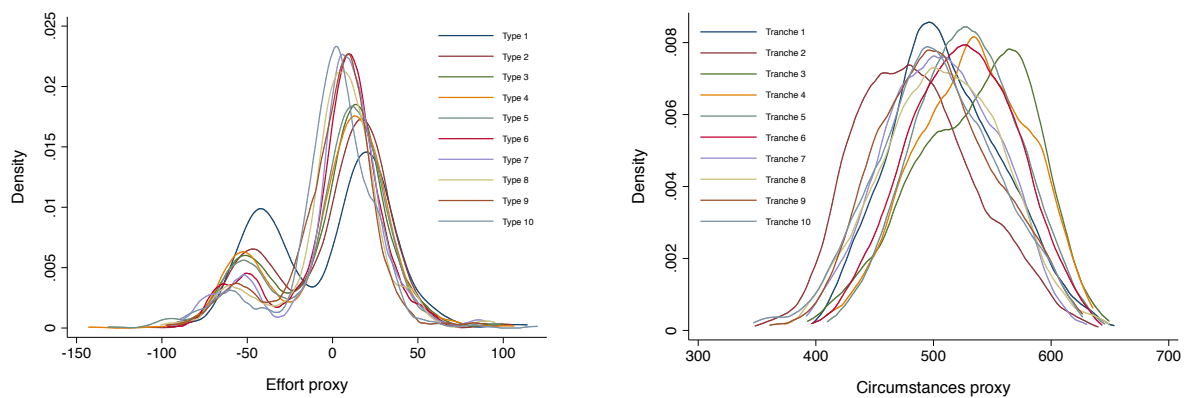 Density
.025
.02
.015
.01
.005
0
-150
-100
-50
0
50
100
Effort proxy
Type 1
Type 2
Type 3
Type 4
Type 5
Type 6
Type 7
Type 8
Type 9
Type 10
Density
.008
.006
.004
.002
0
300
400
500
600
700
Circumstances proxy
Tranche 1
Tranche 2
Tranche 3
Tranche 4
Tranche 5
Tranche 6
Tranche 7
Tranche 8
Tranche 9
Tranche 10